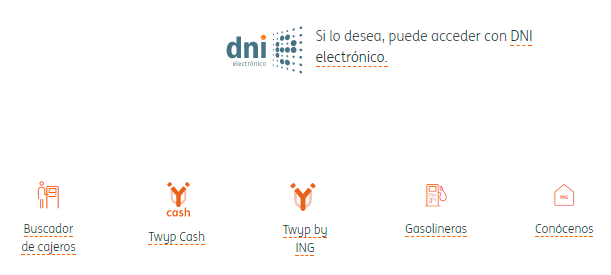 dni
electrónico
Si lo desea, puede acceder con DNI
electrónico.
cash
ING
Buscador
de cajeros
Twyp Cash
Twyp by
ING
Gasolineras
Conócenos